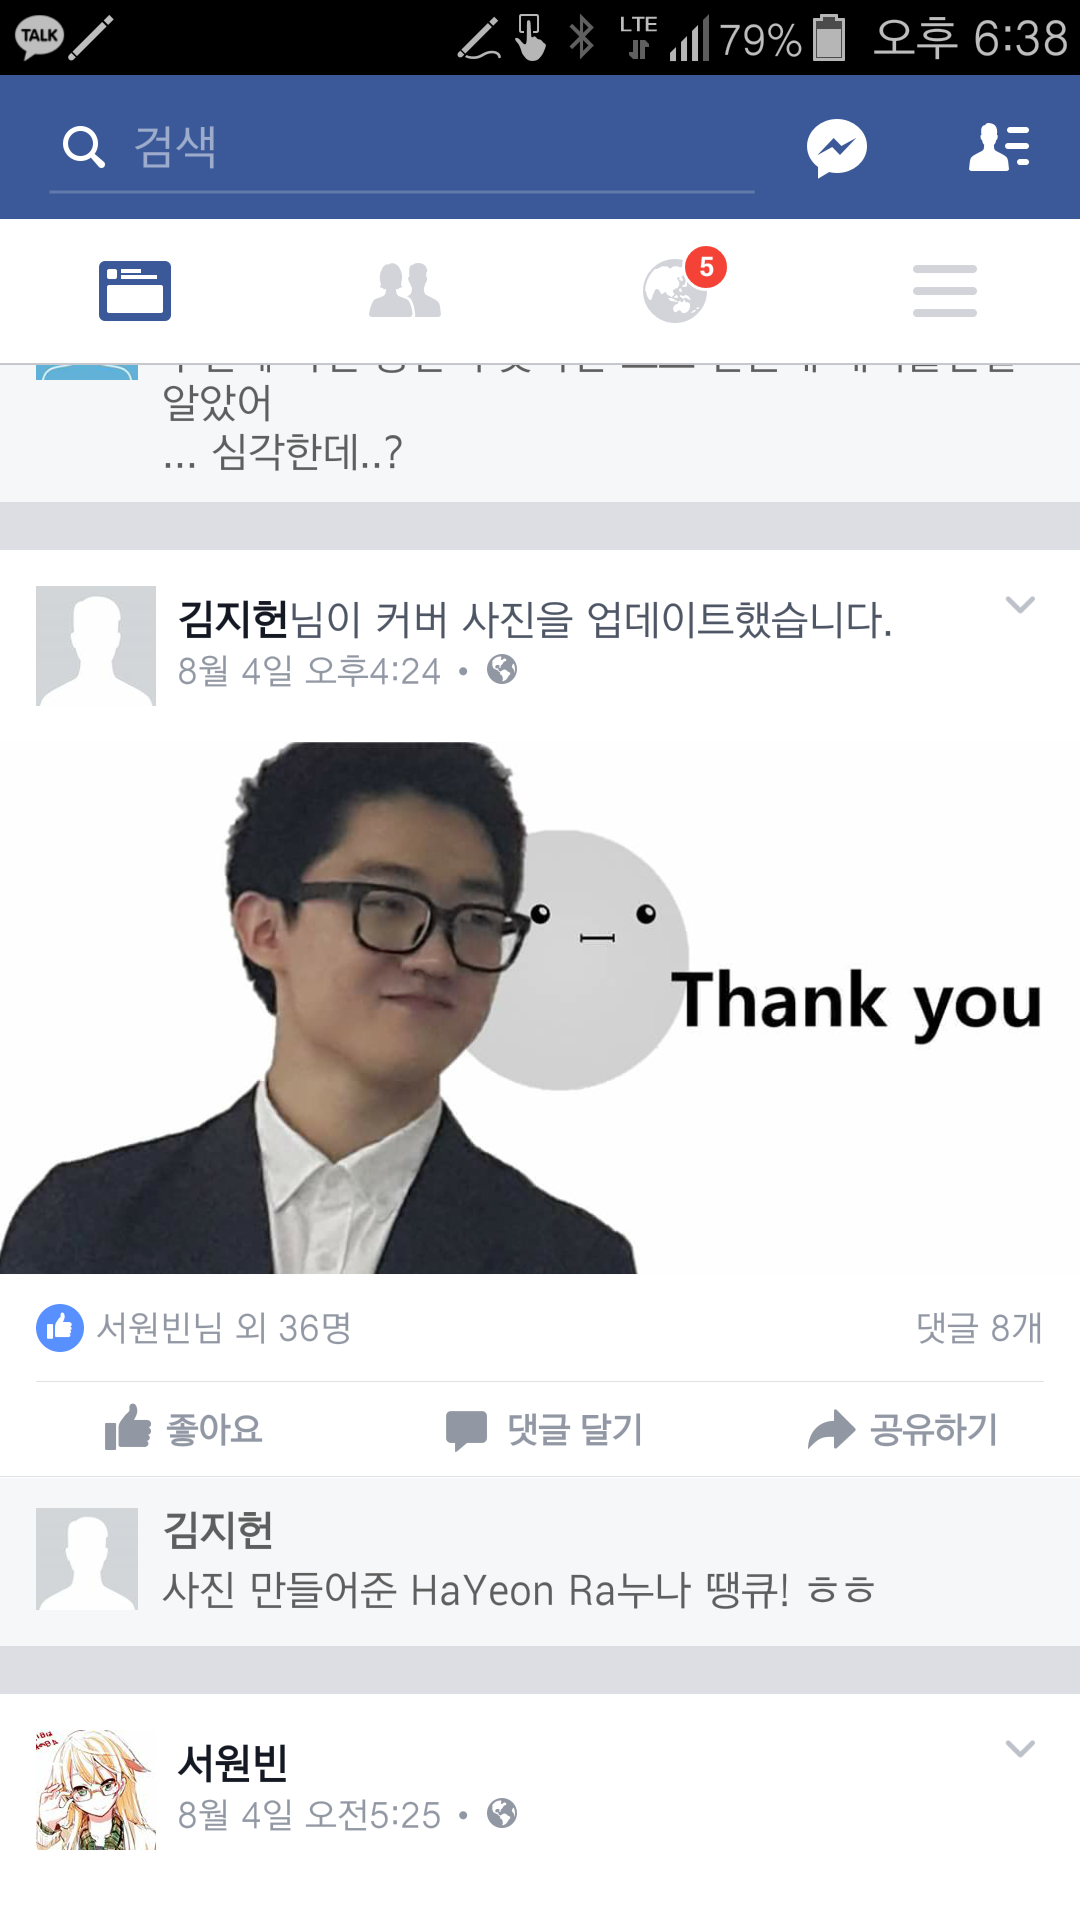 TALK
LTE
79%
오후 6:38
검색
5
알았어
... 심각한데..?
김지헌님이 커버 사진을 업데이트했습니다.
8월 4일 오후4:24 •
Thank you
서원빈님 외 36명
댓글 8개
좋아요
댓글 달기
공유하기
김지헌
사진 만들어준 HaYeon Ra누나 땡큐! ㅎㅎ
서원빈
8월 4일 오전5:25 •